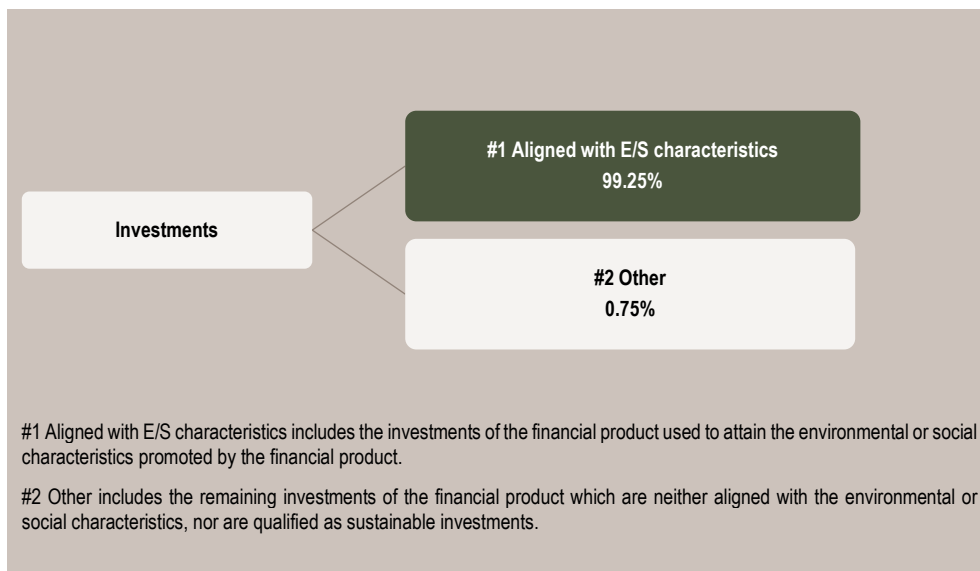 #1 Aligned with E/S characteristics
99.25%
Investments
#2 Other
0.75%
#1 Aligned with E/S characteristics includes the investments of the financial product used to attain the environmental or social
characteristics promoted by the financial product.
#2 Other includes the remaining investments of the financial product which are neither aligned with the environmental or
social characteristics, nor are qualified as sustainable investments.